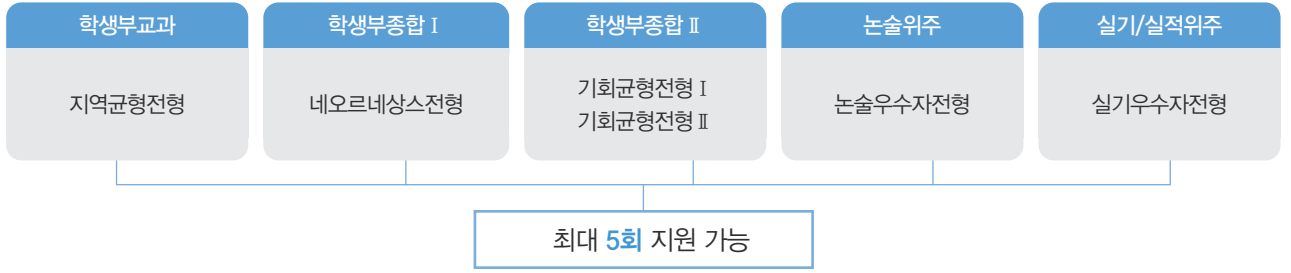 학생부교과
지역균형전형
학생부종합 Ⅰ
네오르네상스전형
학생부종합 Ⅱ
기회균형전형 Ⅰ
기회균형전형 Ⅱ
논술위주
논술우수자전형
실기/실적위주
실기우수자전형
최대 5회 지원 가능